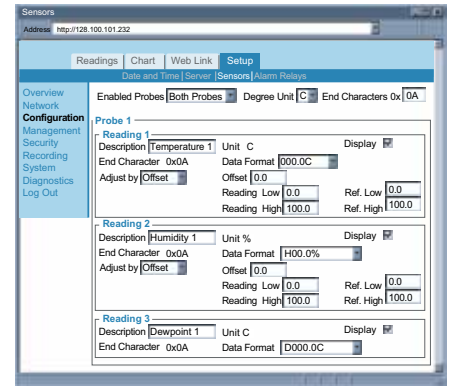 Sensors
Address http://128.100.101.232
Readings Chart Web Link Setup
Date and Time Server Sensors Alarm Relays
Overview
Network
Configuration
Management
Security
Recording
System
Diagnostics
Log Out
Enabled Probes Both Probes Degree Unit C End Characters 0x 0A
Probe 1
Reading 1
Description Temperature 1 Unit C Display
End Character 0x0A Data Format 000.0C
Adjust by Offset Offset 0.0
Reading Low 0.0 Ref. Low 0.0
Reading High 100.0 Ref. High 100.0
Reading 2
Description Humidity 1 Unit % Display
End Character 0x0A Data Format H00.0%
Adjust by Offset Offset 0.0
Reading Low 0.0 Ref. Low 0.0
Reading High 100.0 Ref. High 100.0
Reading 3
Description Dewpoint 1 Unit C Display
End Character 0x0A Data Format D000.0C